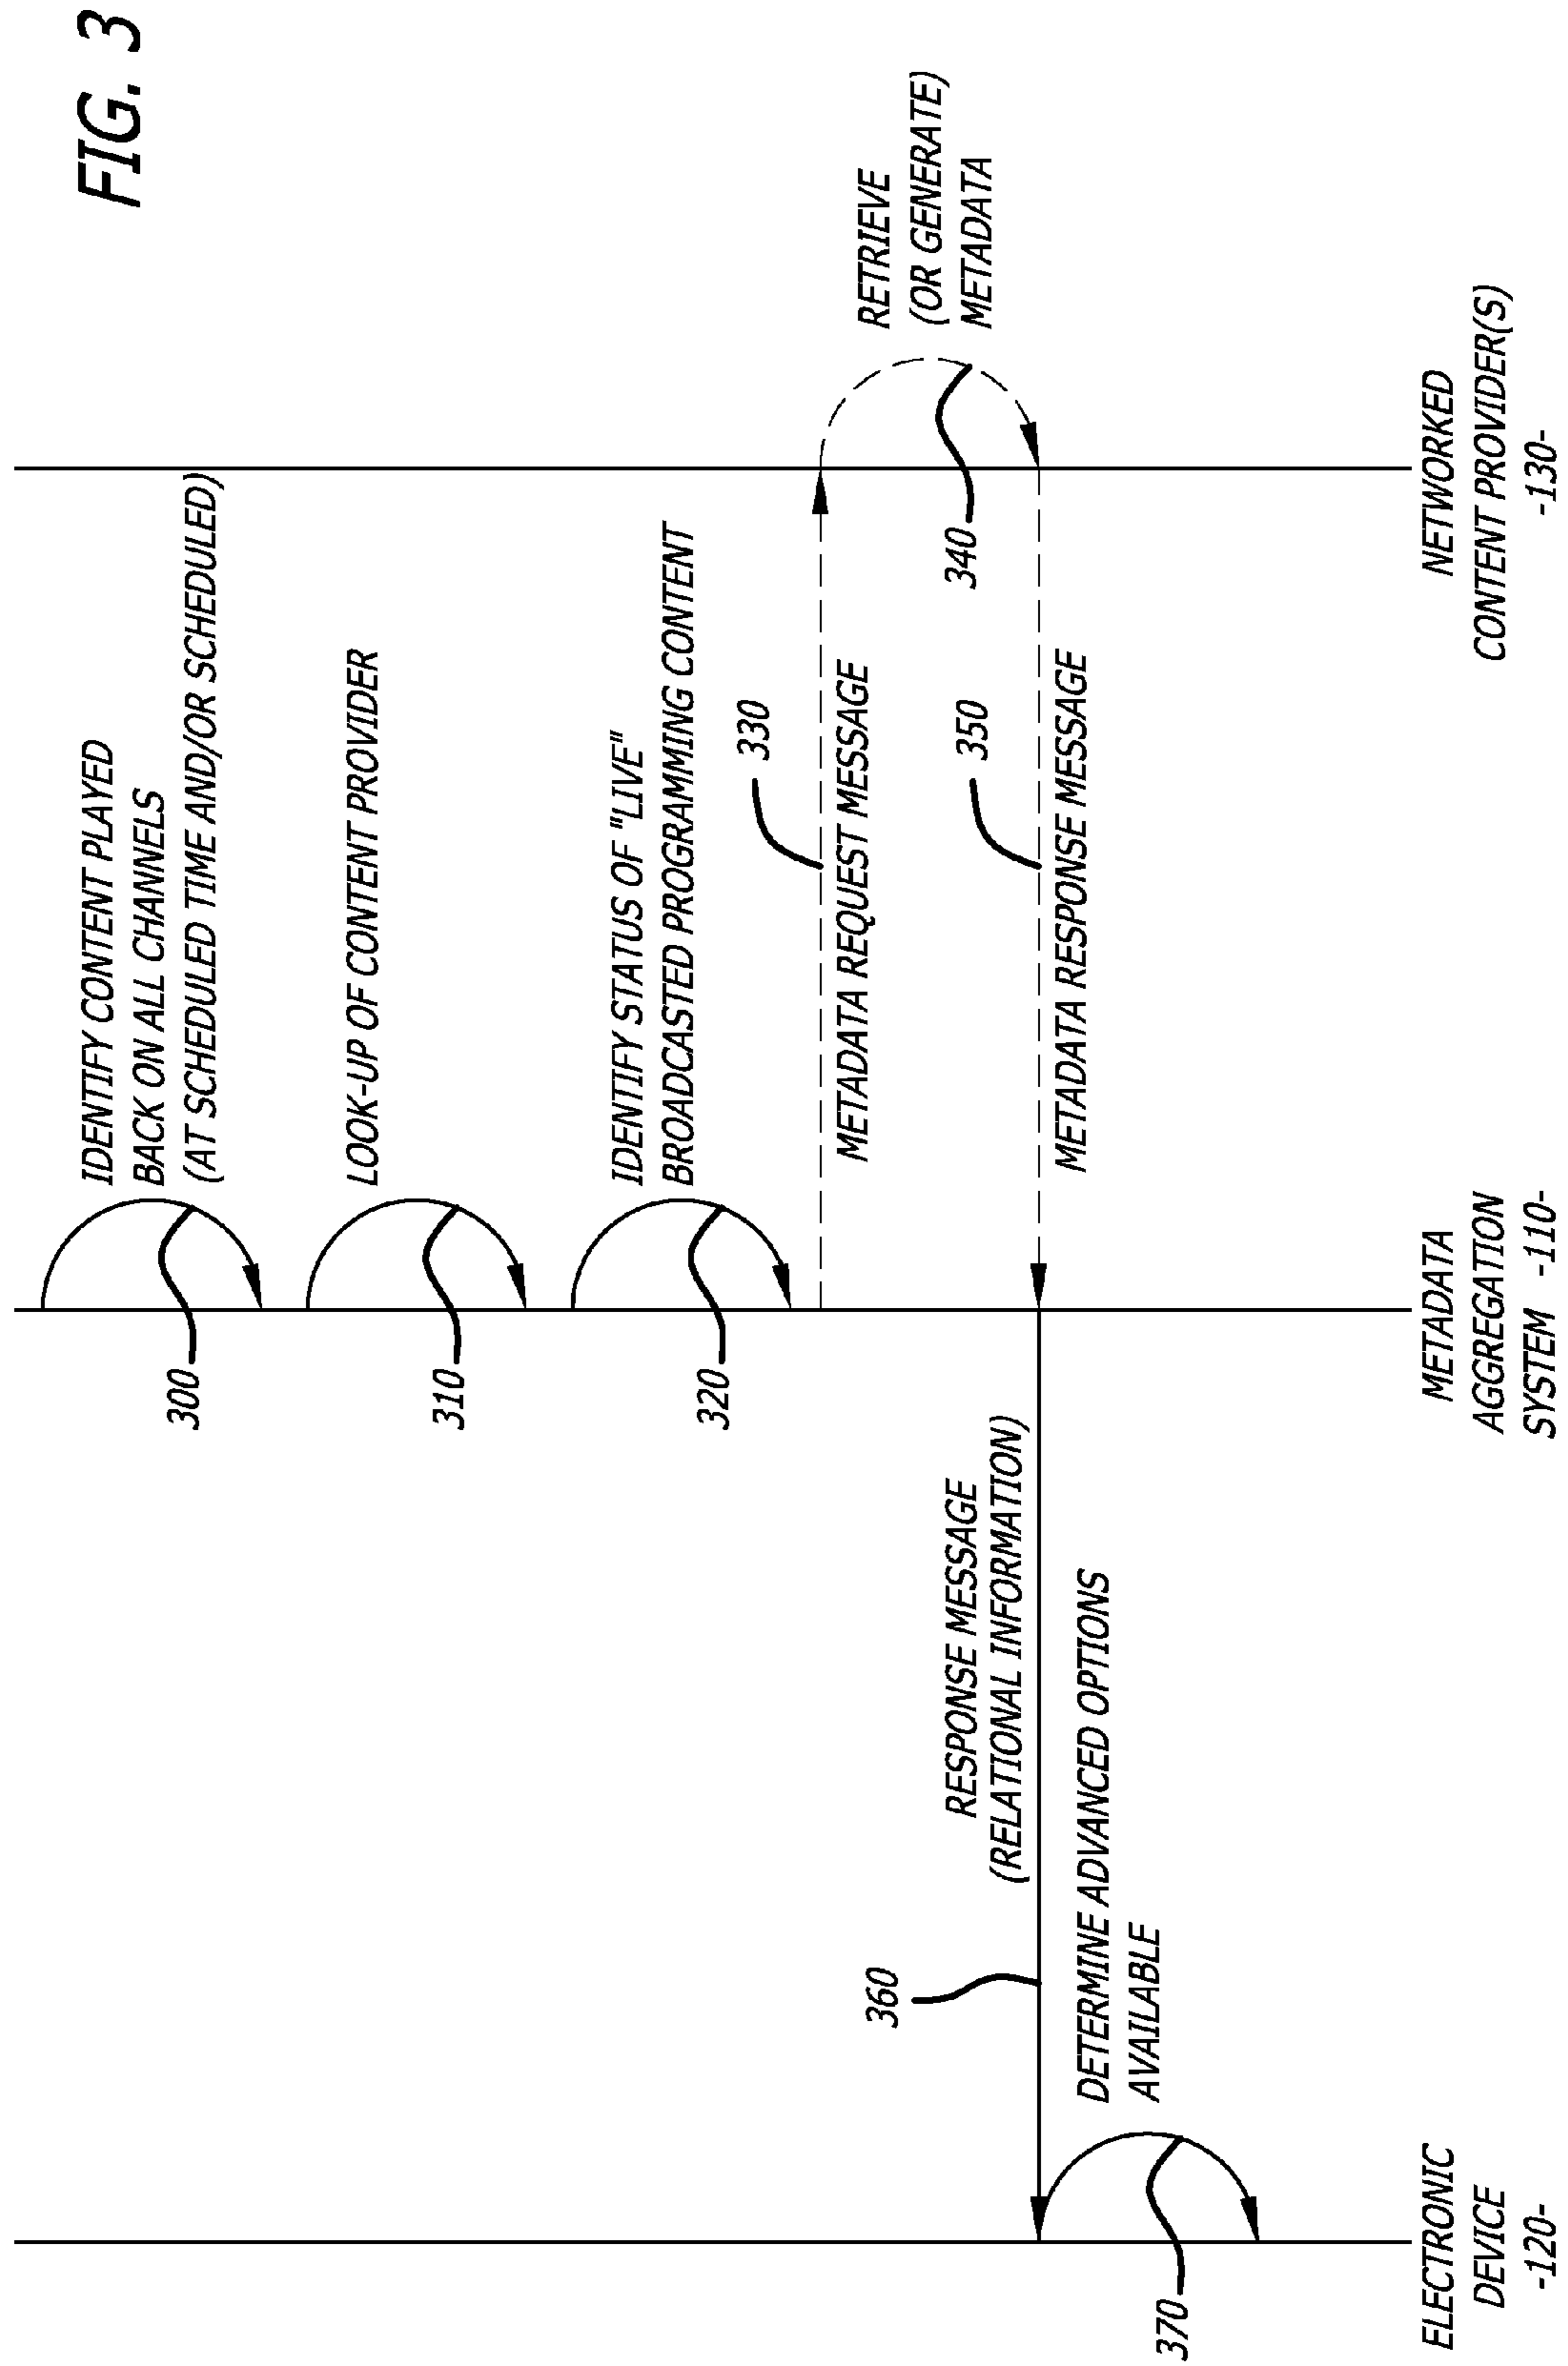 FIG. 3
IDENTIFY CONTENT PLAYED
BACK ON ALL CHANNELS
(AT SCHEDULED TIME AND/OR SCHEDULED)
300
LOOK-UP OF CONTENT PROVIDER
310
IDENTIFY STATUS OF "LIVE"
BROADCASTED PROGRAMMING CONTENT
320
330
METADATA REQUEST MESSAGE
RETRIEVE
(OR GENERATE)
METADATA
340
350
METADATA RESPONSE MESSAGE
RESPONSE MESSAGE
(RELATIONAL INFORMATION)
360
DETERMINE ADVANCED OPTIONS
AVAILABLE
370
ELECTRONIC
DEVICE
-120-
METADATA
AGGREGATION
SYSTEM -110-
NETWORKED
CONTENT PROVIDER(S)
-130-